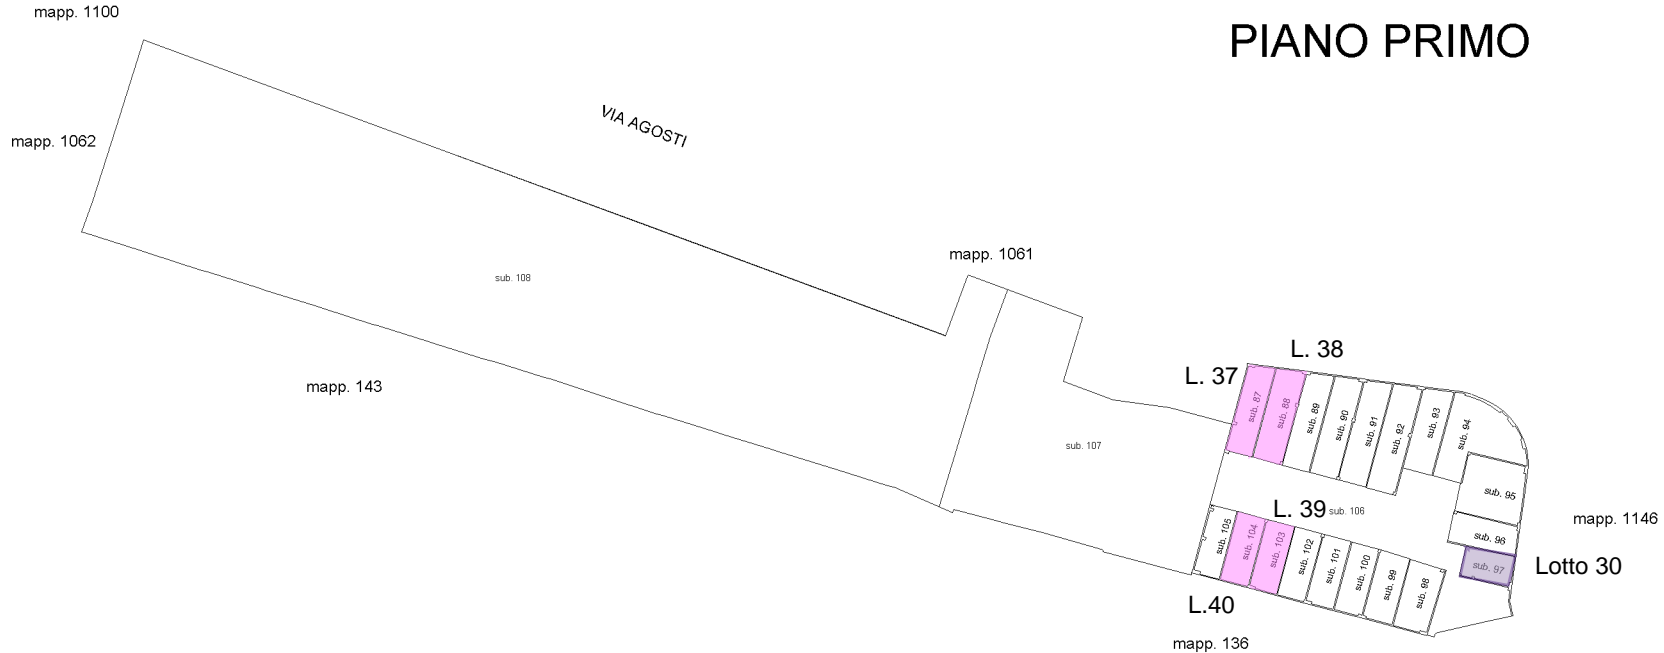 mapp. 1100
PIANO PRIMO
VIA AGOSTI
mapp. 1062
mapp. 1061
sub. 108
L. 38
L. 37
mapp. 143
sub. 87
sub. 88
sub. 89
sub. 90
sub. 91
sub. 92
sub. 93
sub. 94
sub. 107
sub. 95
L. 39
sub. 106
mapp. 1146
sub. 96
sub. 105
sub. 104
sub. 103
sub. 102
sub. 101
sub. 100
sub. 99
sub. 98
sub. 97
Lotto 30
L.40
mapp. 136